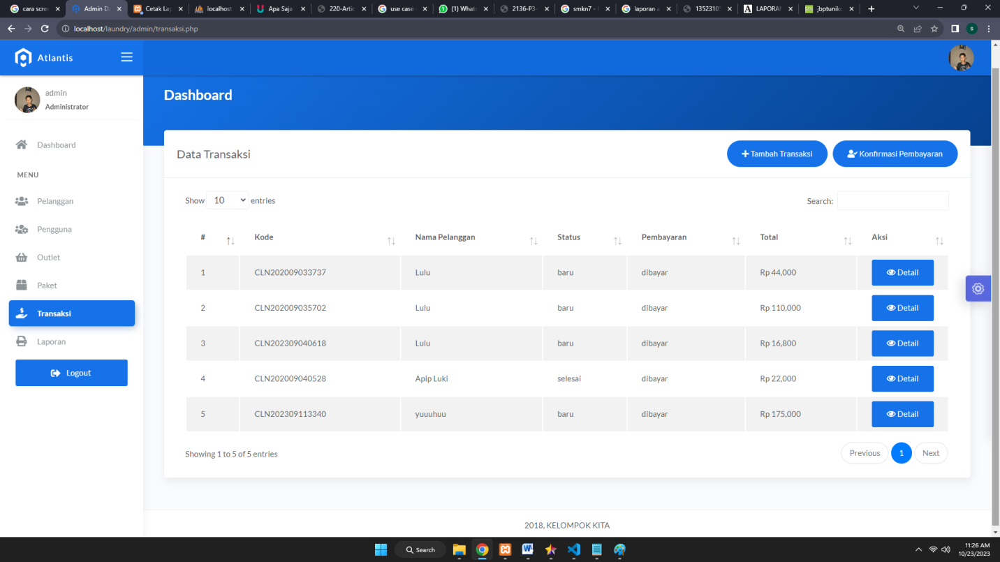 cara scree
Admin Da
Cetak Lap
localhost
Apa Saja
220-Artic
use case
(1) Whats
2136-P3-
smkn7 -
laporan a
1352310
LAPORAN
jbptuniko
localhost/laundry/admin/transaksi.php
S
Atlantis
admin
Administrator
Dashboard
MENU
Pelanggan
Pengguna
Outlet
Paket
Transaksi
Laporan
Logout
Dashboard
Data Transaksi
Tambah Transaksi
Konfirmasi Pembayaran
Show 10 entries
Search:
# Kode Nama Pelanggan Status Pembayaran Total Aksi
1 CLN202009033737 Lulu baru dibayar Rp 44,000 Detail
2 CLN202009035702 Lulu baru dibayar Rp 110,000 Detail
3 CLN202309040618 Lulu baru dibayar Rp 16,800 Detail
4 CLN202009040528 Apip Luki selesai dibayar Rp 22,000 Detail
5 CLN202309113340 yuuuhuu baru dibayar Rp 175,000 Detail
Showing 1 to 5 of 5 entries
Previous 1 Next
2018, KELOMPOK KITA
Search
11:26 AM
10/23/2023